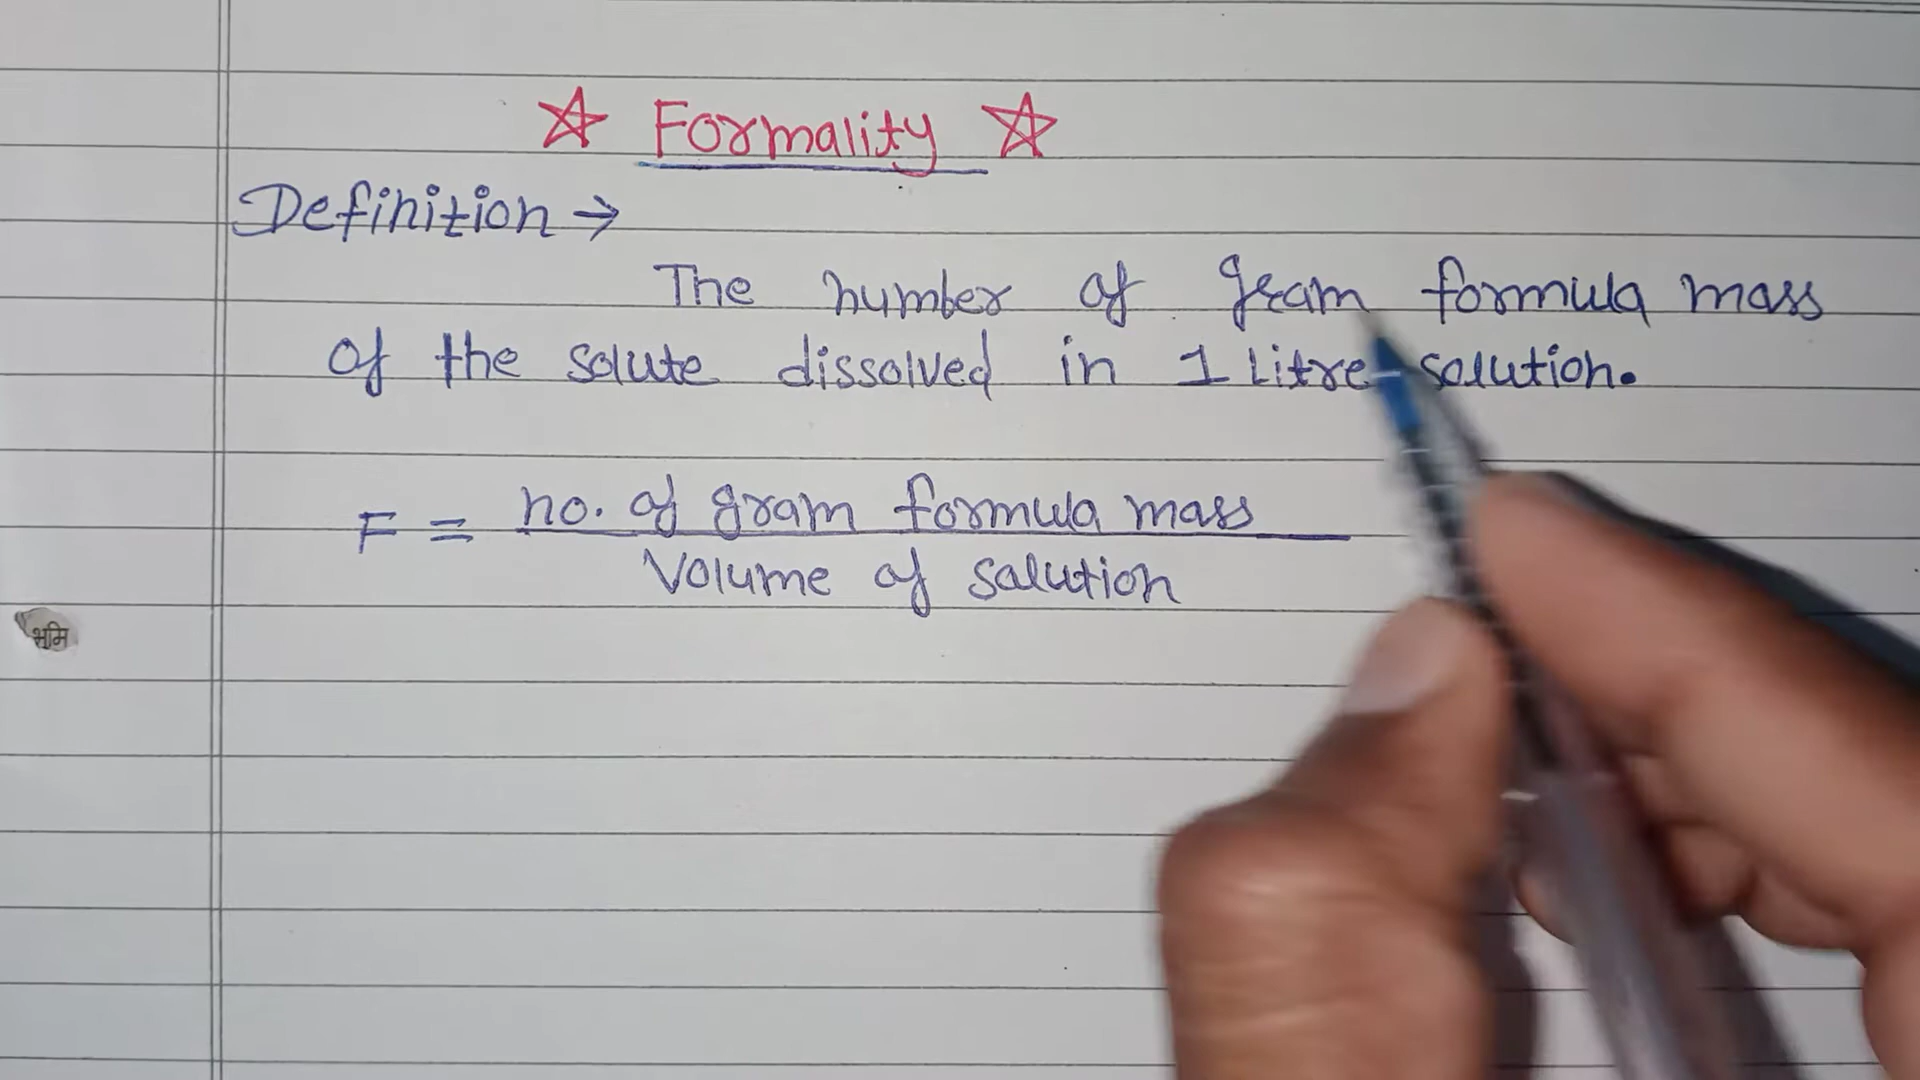 ☆ Formality ☆
Definition →
The number of gram formula mass
of the solute dissolved in 1 Litre solution.
F = no. of gram formula mass
Volume of solution
भूमि